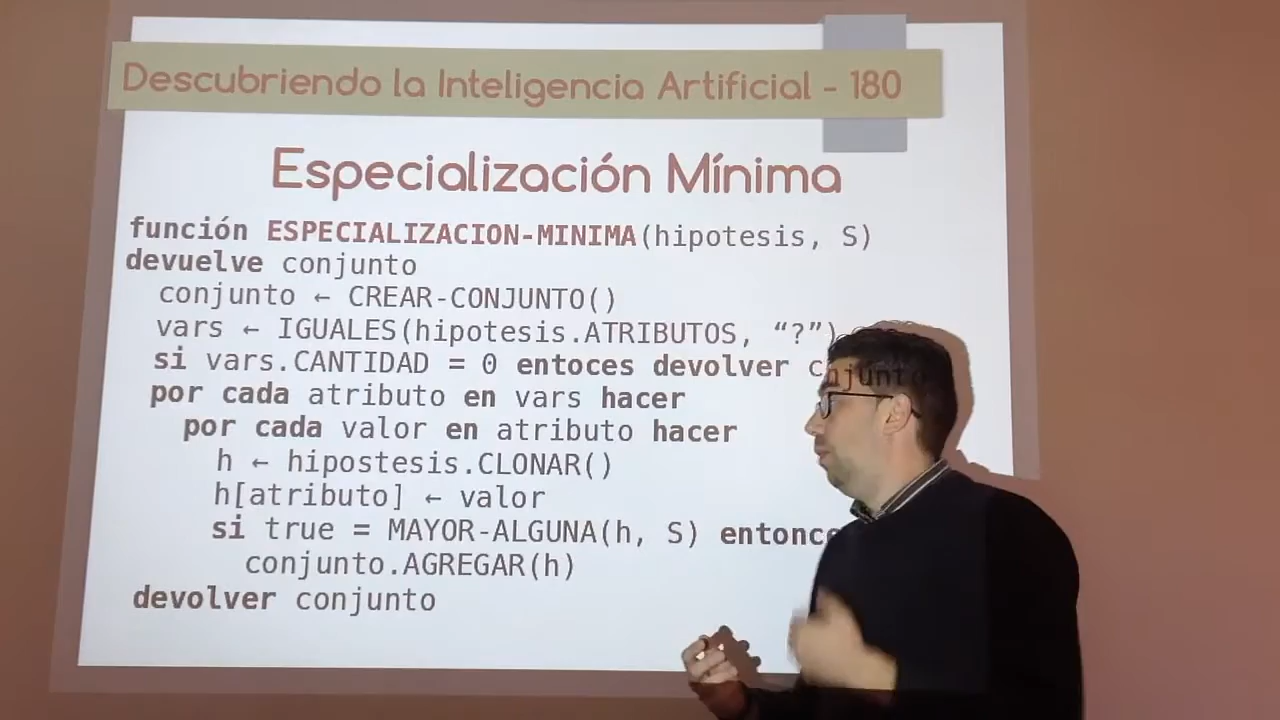 Descubriendo la Inteligencia Artificial - 180
Especialización Mínima
función ESPECIALIZACION-MINIMA(hipotesis, S)
devuelve conjunto
conjunto ← CREAR-CONJUNTO()
vars ← IGUALES(hipotesis.ATRIBUTOS, “?”)
si vars.CANTIDAD = 0 entoces devolver conjunto
por cada atributo en vars hacer
por cada valor en atributo hacer
h ← hipostesis.CLONAR()
h[atributo] ← valor
si true = MAYOR-ALGUNA(h, S) entonce
conjunto.AGREGAR(h)
devolver conjunto